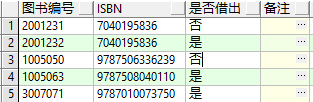 图书编号 ISBN 是否借出 备注
1 2001231 7040195836 否 ...
2 2001232 7040195836 是 ...
3 1005050 9787506336239 否 ...
4 1005063 9787508040110 是 ...
5 3007071 9787010073750 是 ...